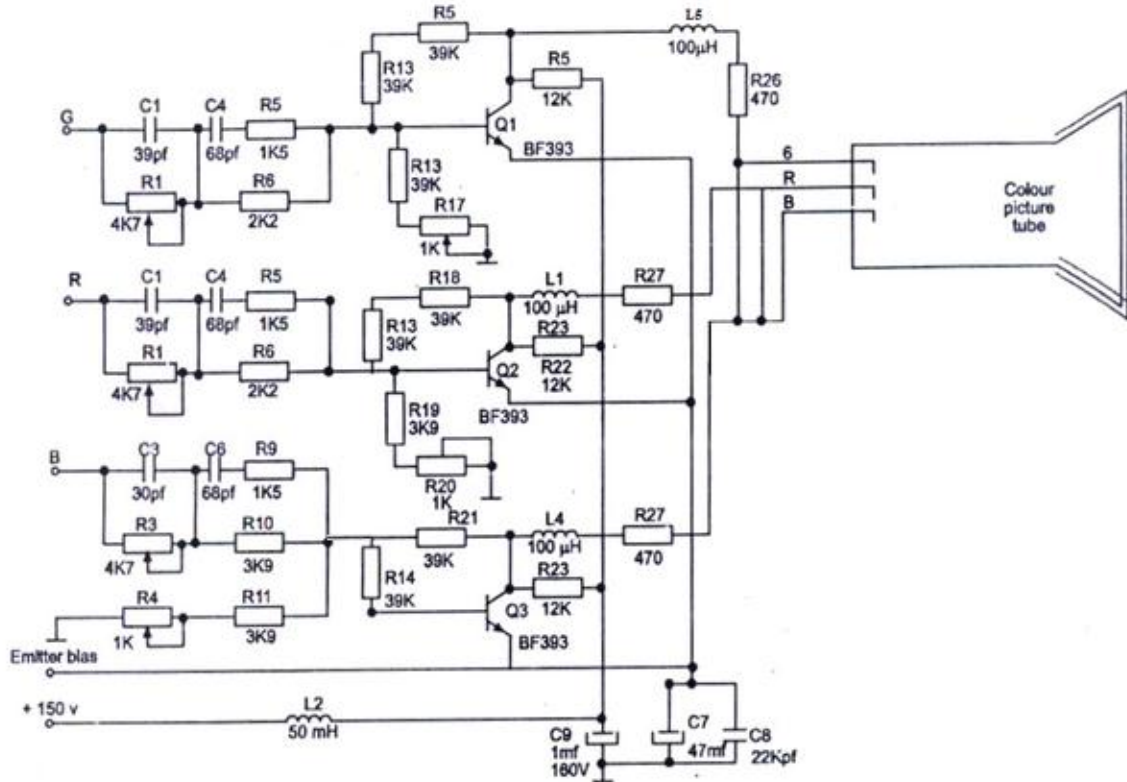 L5
100µH
R5
39K
R13
39K
R5
12K
R26
470
G
C1
39pf
C4
68pf
R5
1K5
Q1
BF393
R1
4K7
R6
2K2
R13
39K
R17
1K
6
R
B
Colour
picture
tube
R
C1
39pf
C4
68pf
R5
1K5
R18
39K
L1
100 µH
R27
470
R13
39K
R23
R22
12K
R1
4K7
R6
2K2
Q2
BF393
R19
3K9
R20
1K
B
C3
30pf
C6
68pf
R9
1K5
R21
39K
L4
100 µH
R27
470
R3
4K7
R10
3K9
R14
39K
R23
12K
Q3
BF393
R4
1K
R11
3K9
Emitter bias
+ 150 v
L2
50 mH
C9
1mf
160V
C7
47mf
C8
22Kpf